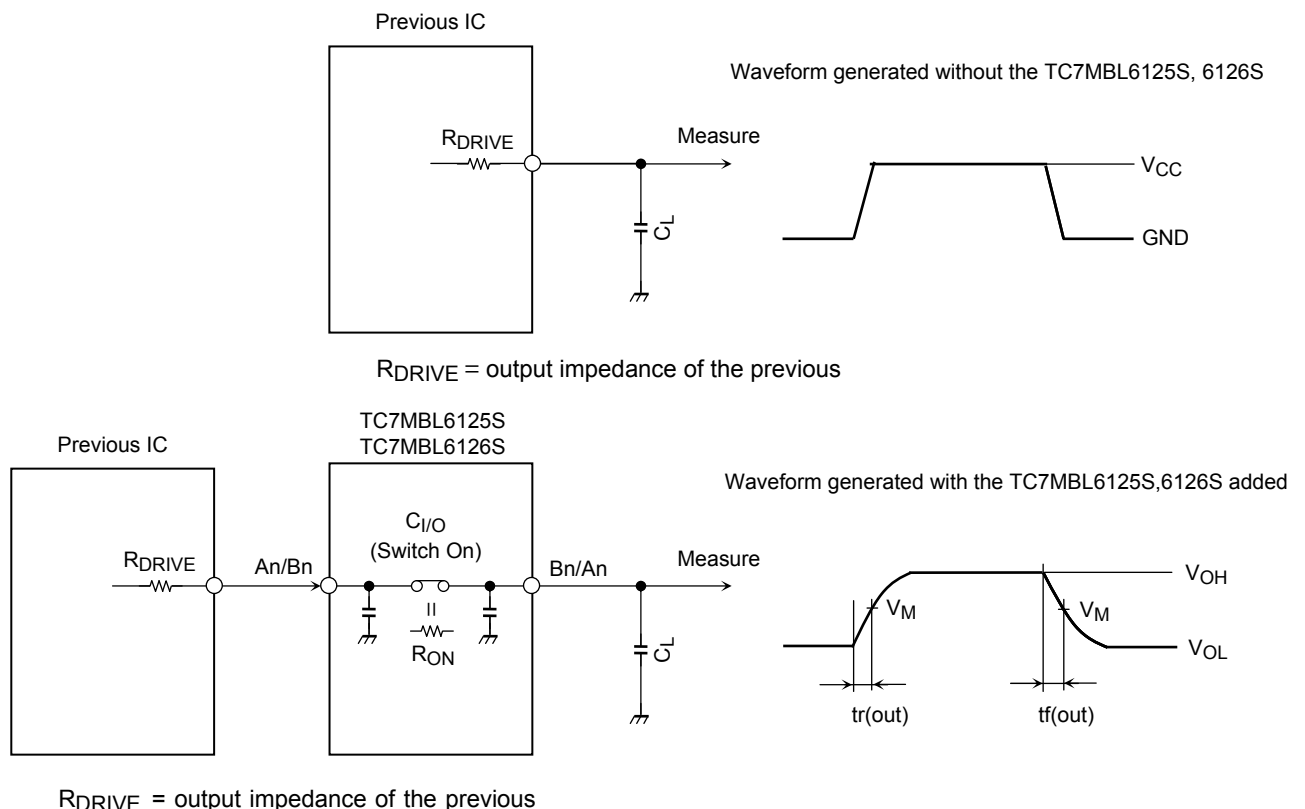 Previous IC
Waveform generated without the TC7MBL6125S, 6126S
RDRIVE
Measure
CL
VCC
GND
RDRIVE = output impedance of the previous
TC7MBL6125S
TC7MBL6126S
Previous IC
Waveform generated with the TC7MBL6125S,6126S added
CI/O
(Switch On)
RDRIVE
An/Bn
Bn/An
Measure
RON
CL
VOH
VM
VM
VOL
tr(out)
tf(out)
RDRIVE = output impedance of the previous